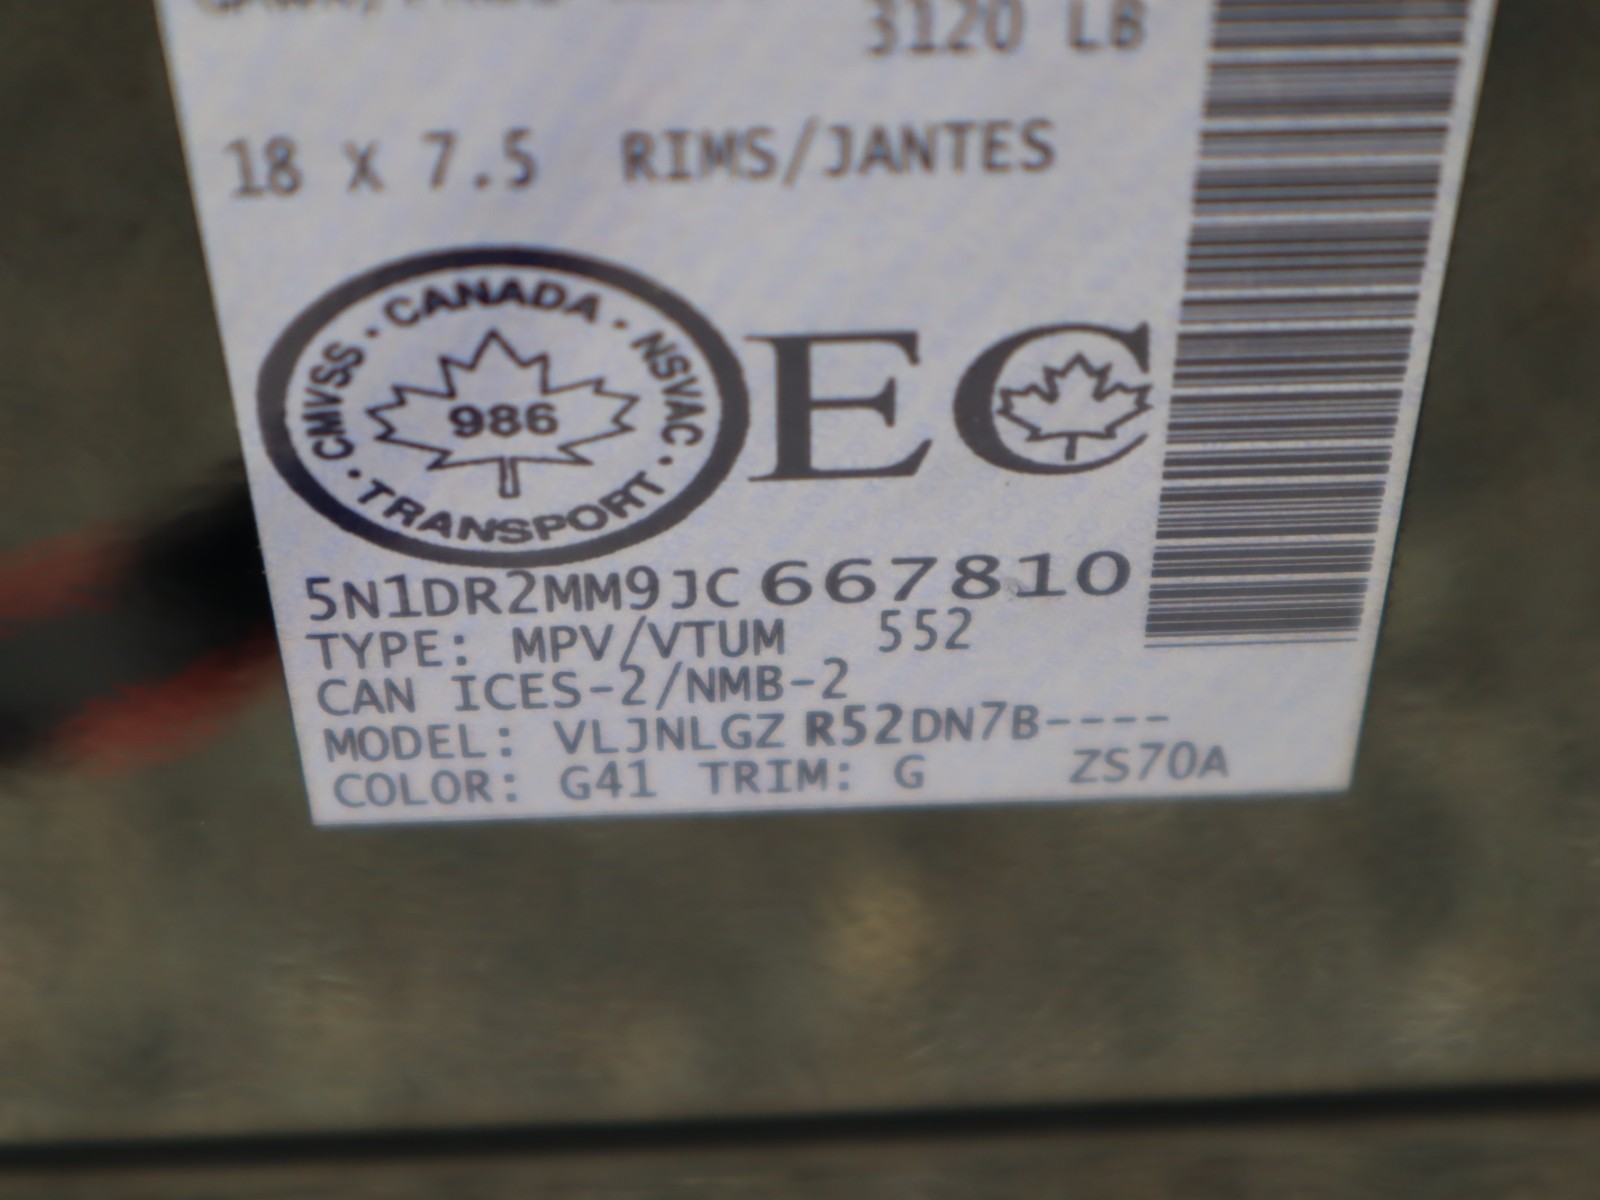 3120 LB
18 X 7.5 RIMS/JANTES
CMVSS · CANADA · NSVAC · TRANSPORT ·
986
EC
5N1DR2MM9JC667810
TYPE: MPV/VTUM 552
CAN ICES-2/NMB-2
MODEL: VLJNLGZ R52DN7B----
COLOR: G41 TRIM: G ZS70A